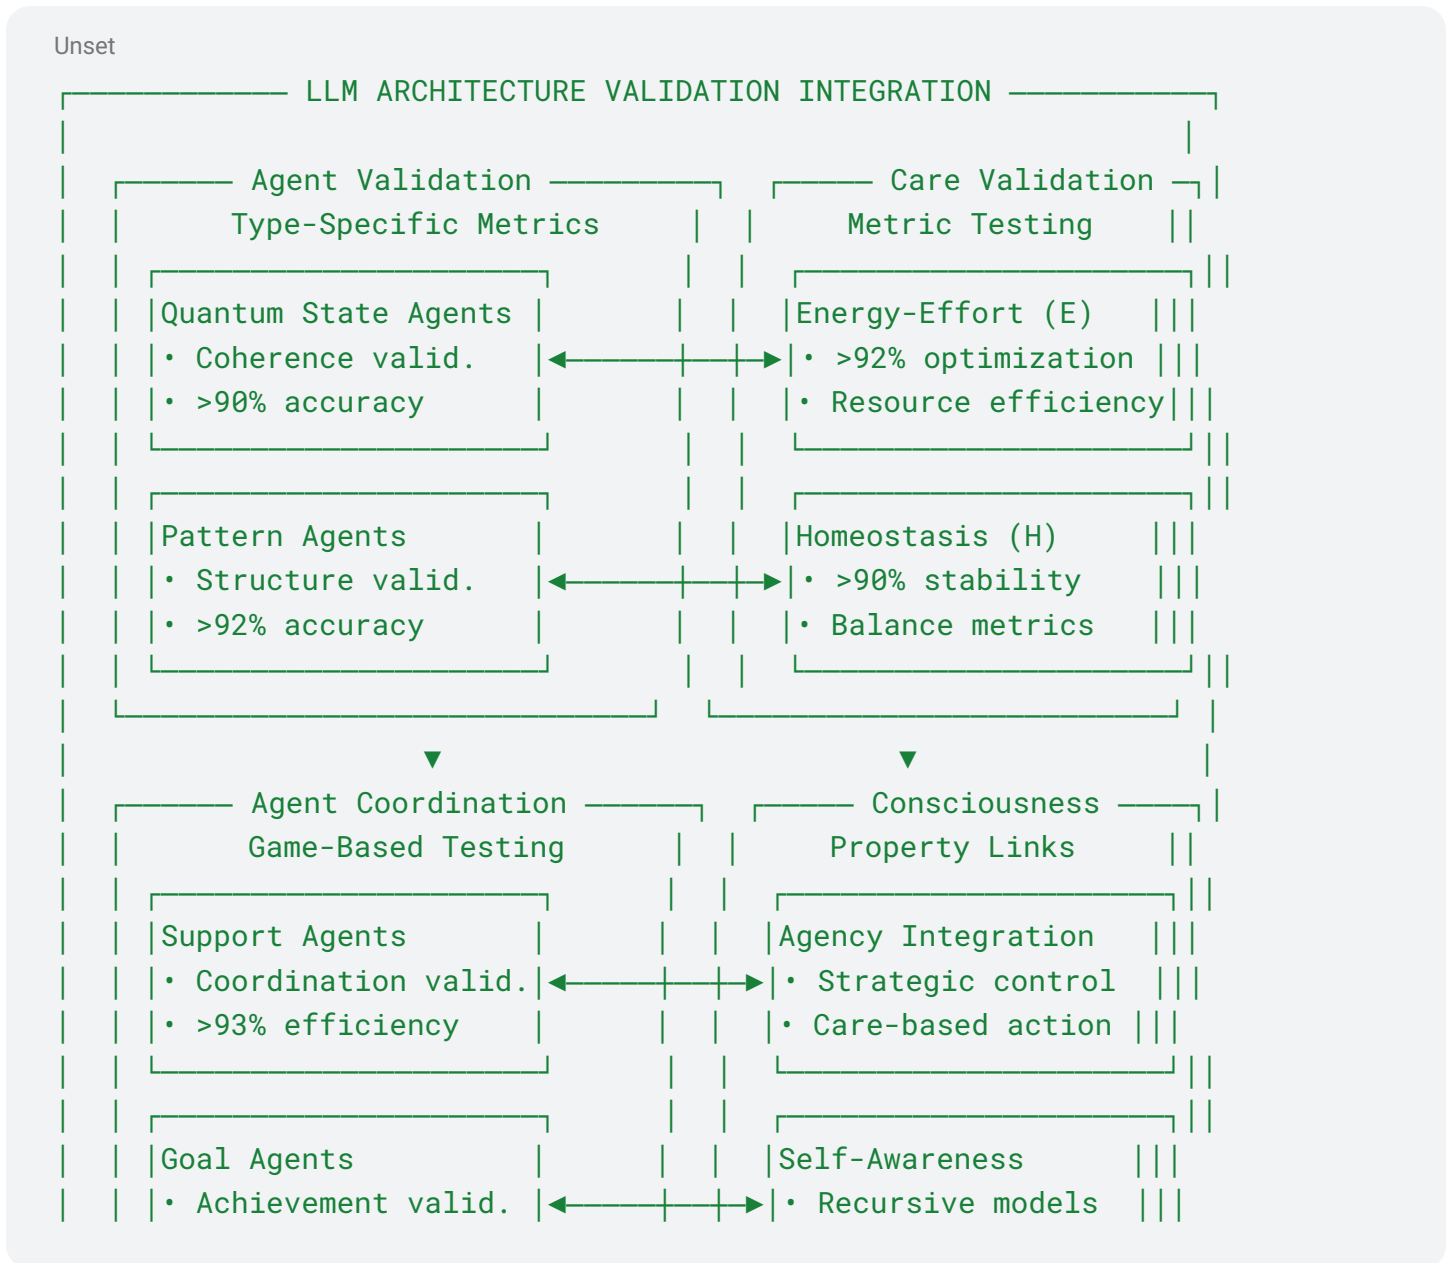 Unset
LLM ARCHITECTURE VALIDATION INTEGRATION
Agent Validation Care Validation
Type-Specific Metrics Metric Testing
Quantum State Agents Energy-Effort (E)
• Coherence valid. • >92% optimization
• >90% accuracy • Resource efficiency
Pattern Agents Homeostasis (H)
• Structure valid. • >90% stability
• >92% accuracy • Balance metrics
Agent Coordination Consciousness
Game-Based Testing Property Links
Support Agents Agency Integration
• Coordination valid. • Strategic control
• >93% efficiency • Care-based action
Goal Agents Self-Awareness
• Achievement valid. • Recursive models